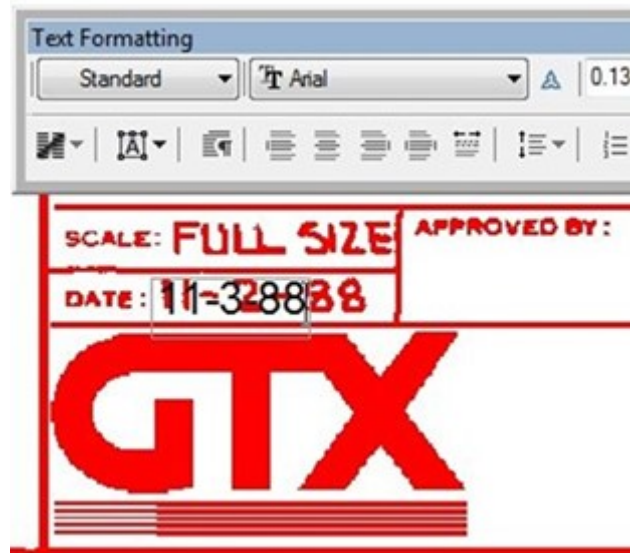 Text Formatting
Standard Arial 0.13
SCALE: FULL SIZE APPROVED BY:
DATE: 11-3-88
GTX